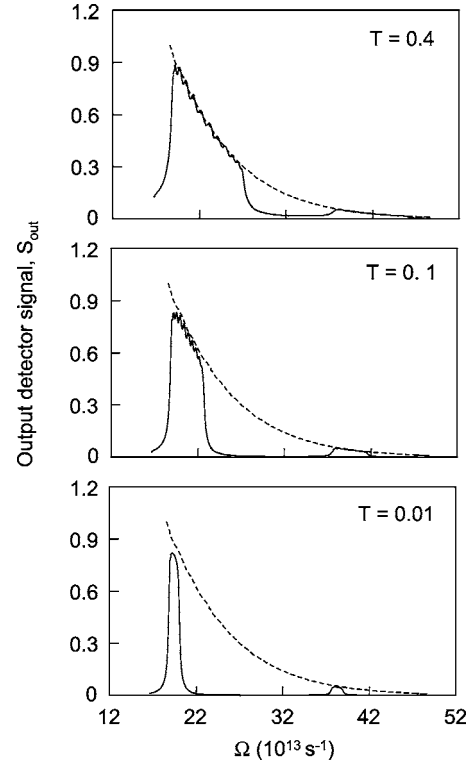 1.2
0.9
0.6
0.3
0
T = 0.4
1.2
0.9
0.6
0.3
0
T = 0. 1
1.2
0.9
0.6
0.3
0
T = 0.01
12 22 32 42 52
Output detector signal, Sout
Ω (10¹³ s⁻¹)